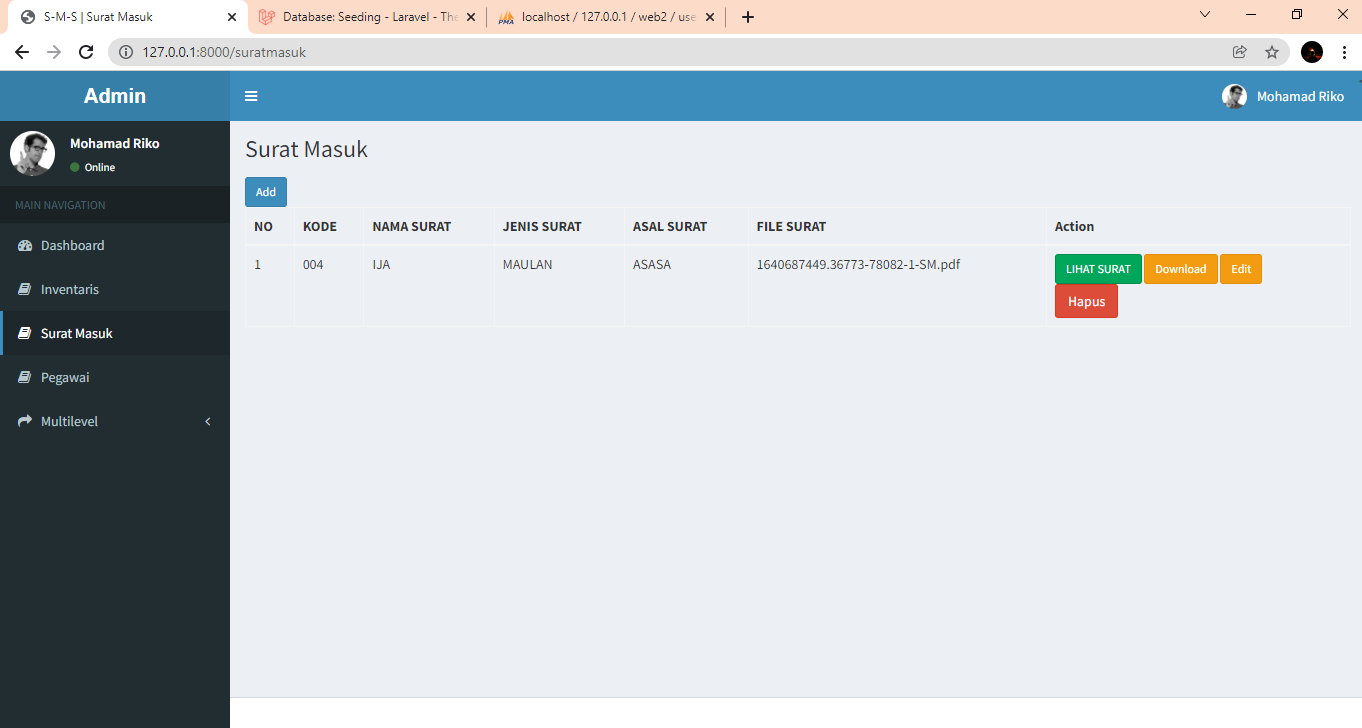 S-M-S | Surat Masuk
Database: Seeding - Laravel - The
localhost / 127.0.0.1 / web2 / use
127.0.0.1:8000/suratmasuk
Admin
Mohamad Riko
Mohamad Riko
Online
MAIN NAVIGATION
Dashboard
Inventaris
Surat Masuk
Pegawai
Multilevel
Surat Masuk
Add
NO KODE NAMA SURAT JENIS SURAT ASAL SURAT FILE SURAT Action
1 004 IJA MAULAN ASASA 1640687449.36773-78082-1-SM.pdf LIHAT SURAT Download Edit
Hapus